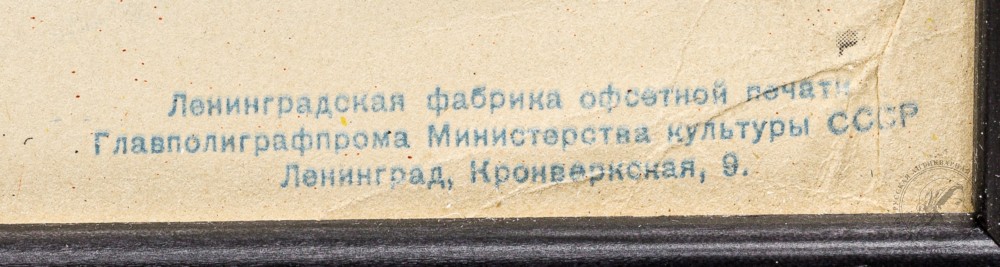 Ленинградская фабрика офсетной печати
Главполиграфпрома Министерства культуры СССР
Ленинград, Кронверкская, 9.